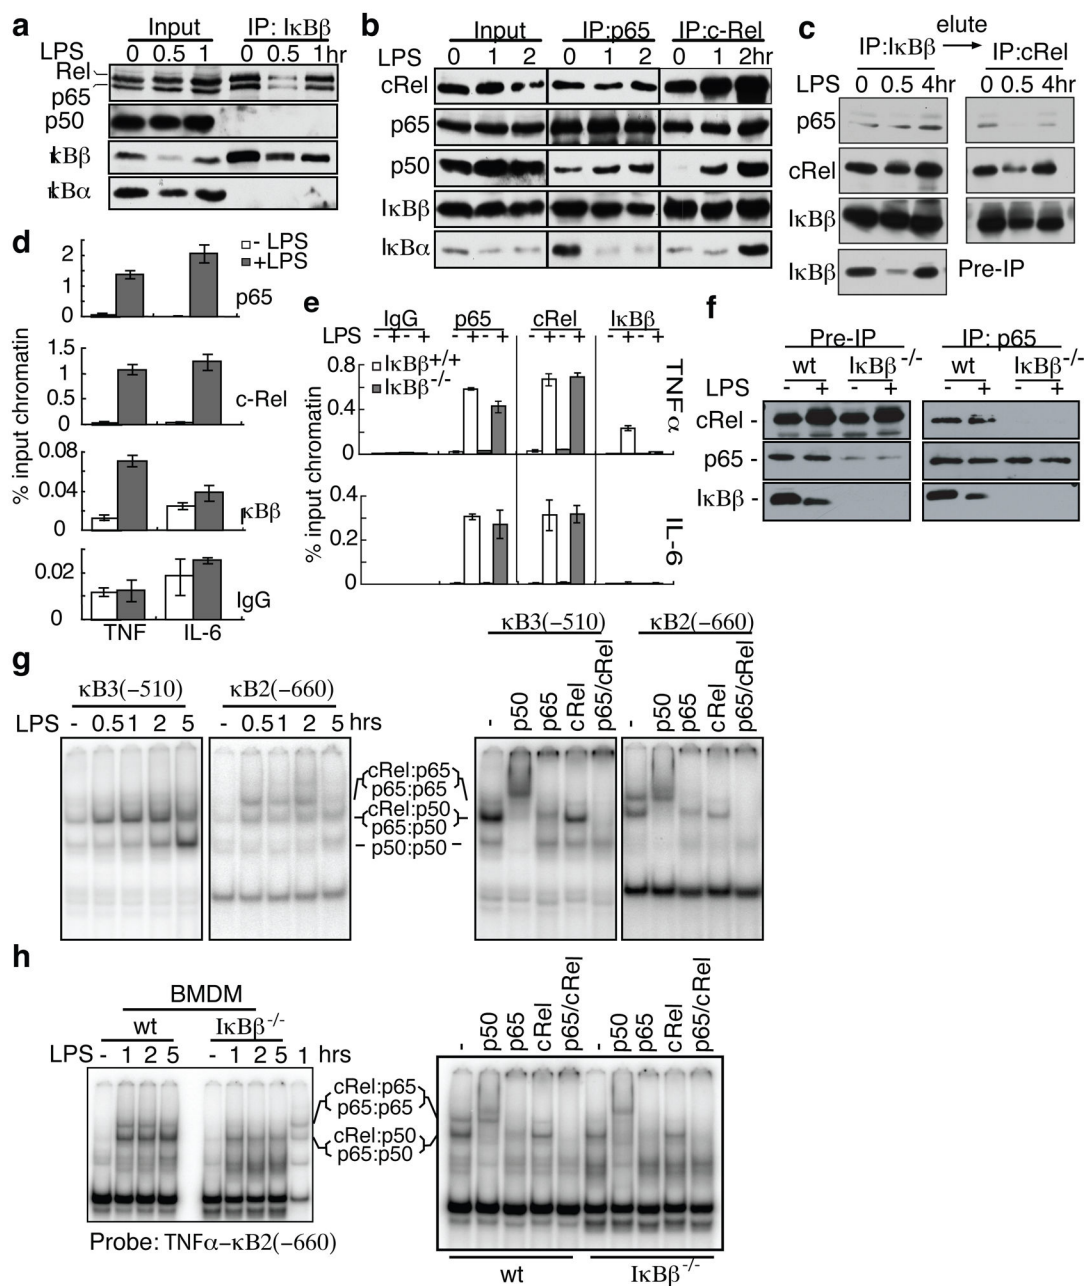 a
Input IP: IκBβ
LPS 0 0.5 1 0 0.5 1hr
Rel
p65
p50
κBβ
κBα
b
Input IP:p65 IP:c-Rel
LPS 0 1 2 0 1 2 0 1 2hr
cRel
p65
p50
IκBβ
IκBα
c
elute
IP:IκBβ IP:cRel
LPS 0 0.5 4hr 0 0.5 4hr
p65
cRel
IκBβ
IκBβ Pre-IP
d
- LPS
+LPS
% input chromatin
2
1
0
p65
1.5
1.0
0.5
0
c-Rel
0.08
0.04
0
κBβ
0.02
0
IgG
TNF IL-6
e
IgG p65 cRel IκBβ
LPS - + - + - + - + - + - + - + - +
IκBβ+/+
IκBβ-/-
% input chromatin
0.8
0.4
0
TNFα
0.4
0.2
0
IL-6
f
Pre-IP IP: p65
wt IκBβ-/- wt IκBβ-/-
LPS - + - + - + - +
cRel -
p65 -
IκBβ -
g
κB3(-510) κB2(-660)
LPS - 0.5 1 2 5 - 0.5 1 2 5 hrs
cRel:p65
p65:p65
cRel:p50
p65:p50
p50:p50
κB3(-510) κB2(-660)
- p50 p65 cRel p65/cRel - p50 p65 cRel p65/cRel
h
BMDM
wt IκBβ-/-
LPS - 1 2 5 - 1 2 5 1 hrs
cRel:p65
p65:p65
cRel:p50
p65:p50
Probe: TNFα-κB2(-660)
- p50 p65 cRel p65/cRel - p50 p65 cRel p65/cRel
wt IκBβ-/-